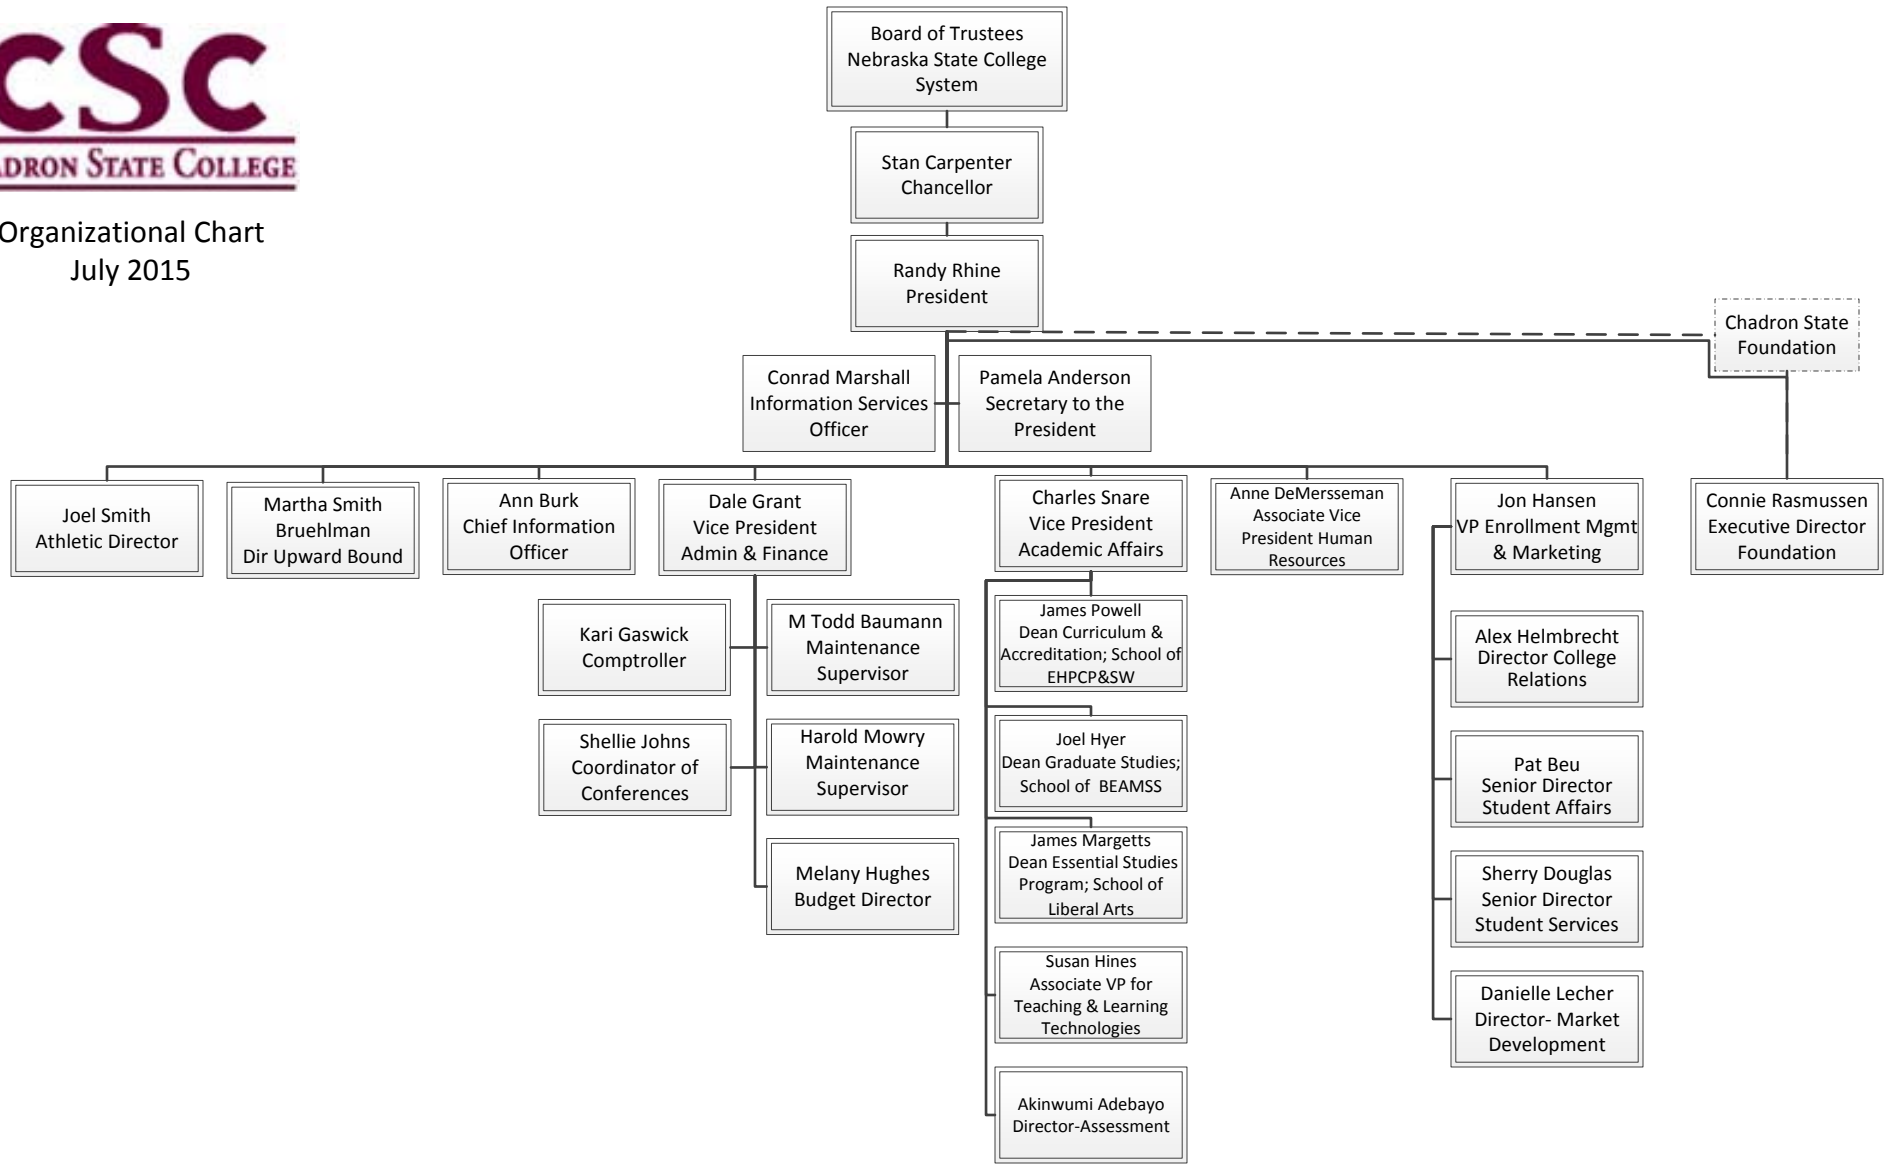 CSC
ADRON STATE COLLEGE
Organizational Chart
July 2015
Board of Trustees
Nebraska State College
System
Stan Carpenter
Chancellor
Randy Rhine
President
Chadron State
Foundation
Conrad Marshall
Information Services
Officer
Pamela Anderson
Secretary to the
President
Joel Smith
Athletic Director
Martha Smith
Bruehlman
Dir Upward Bound
Ann Burk
Chief Information
Officer
Dale Grant
Vice President
Admin & Finance
Charles Snare
Vice President
Academic Affairs
Anne DeMersseman
Associate Vice
President Human
Resources
Jon Hansen
VP Enrollment Mgmt
& Marketing
Connie Rasmussen
Executive Director
Foundation
Kari Gaswick
Comptroller
M Todd Baumann
Maintenance
Supervisor
Shellie Johns
Coordinator of
Conferences
Harold Mowry
Maintenance
Supervisor
Melany Hughes
Budget Director
James Powell
Dean Curriculum &
Accreditation; School of
EHPCP&SW
Joel Hyer
Dean Graduate Studies;
School of  BEAMSS
James Margetts
Dean Essential Studies
Program; School of
Liberal Arts
Susan Hines
Associate VP for
Teaching & Learning
Technologies
Akinwumi Adebayo
Director-Assessment
Alex Helmbrecht
Director College
Relations
Pat Beu
Senior Director
Student Affairs
Sherry Douglas
Senior Director
Student Services
Danielle Lecher
Director- Market
Development